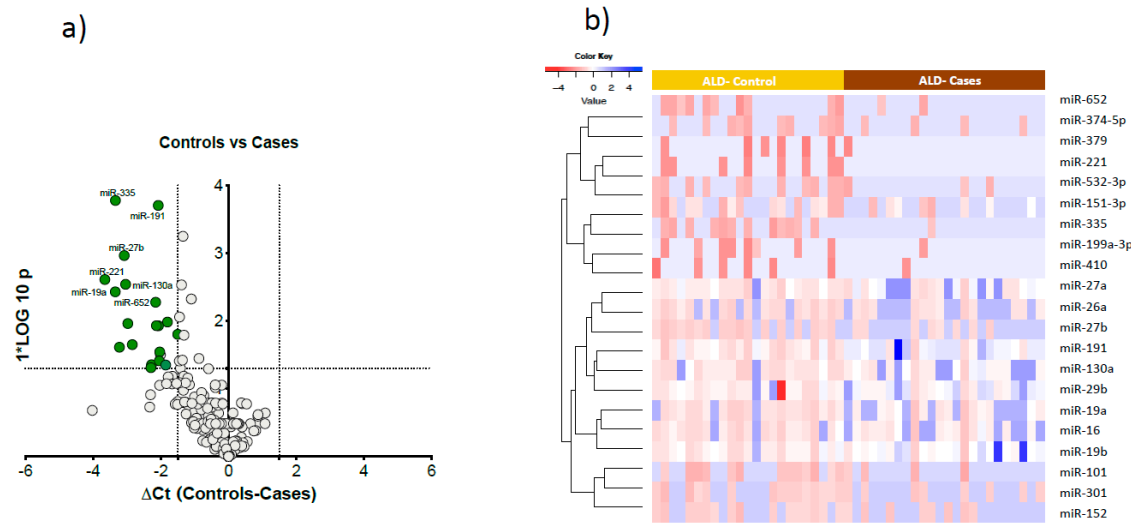 a)
Controls vs Cases
4
miR-335
miR-191
3
miR-27b
miR-221
miR-130a
miR-19a
miR-652
2
1
1*LOG 10 p
-6
-4
-2
0
2
4
6
ΔCt (Controls-Cases)
b)
Color Key
-4
0
2
4
Value
ALD- Control
ALD- Cases
miR-652
miR-374-5p
miR-379
miR-221
miR-532-3p
miR-151-3p
miR-335
miR-199a-3p
miR-410
miR-27a
miR-26a
miR-27b
miR-191
miR-130a
miR-29b
miR-19a
miR-16
miR-19b
miR-101
miR-301
miR-152